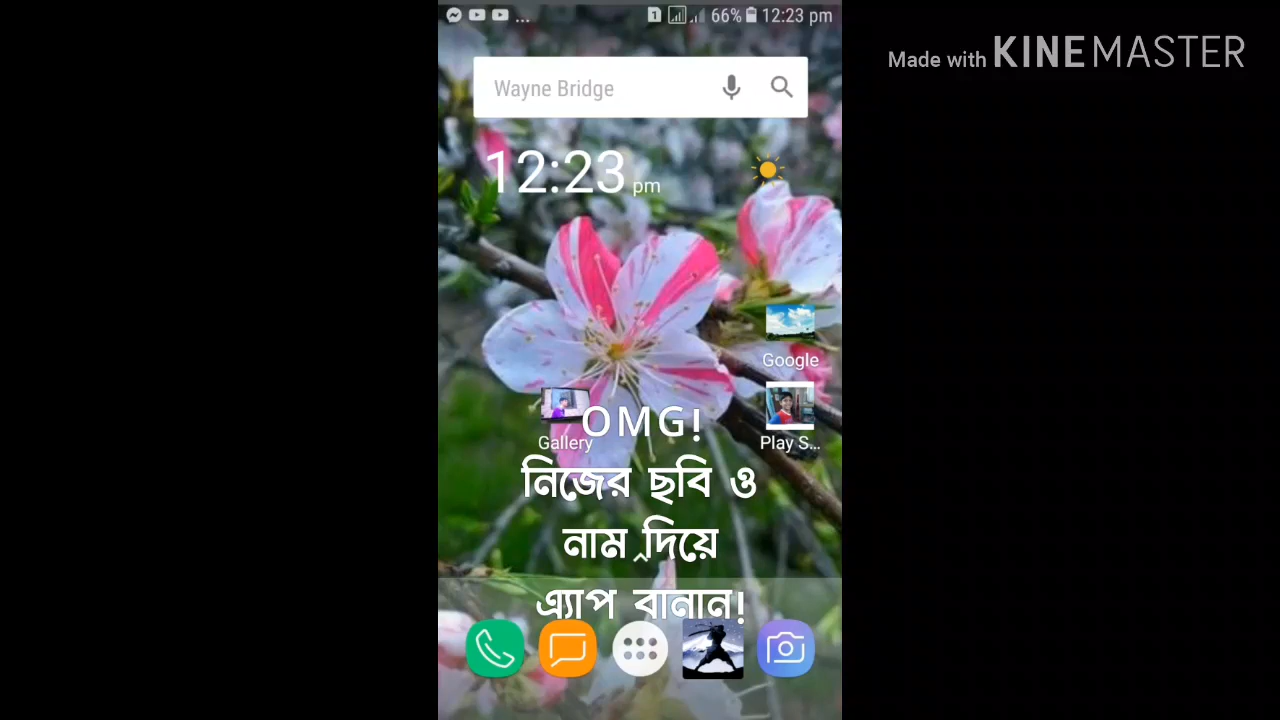 ... 1 66% 12:23 pm
Made with KINEMASTER
Wayne Bridge
12:23 pm
Google
Gallery
Play S...
OMG!
নিজের ছবি ও
নাম দিয়ে
এ্যাপ বানান!